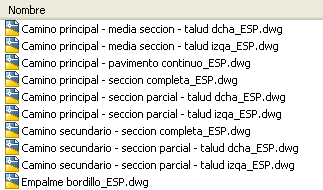 Nombre
Camino principal - media seccion - talud dcha_ESP.dwg
Camino principal - media seccion - talud izqa_ESP.dwg
Camino principal - pavimento continuo_ESP.dwg
Camino principal - seccion completa_ESP.dwg
Camino principal - seccion parcial - talud dcha_ESP.dwg
Camino principal - seccion parcial - talud izqa_ESP.dwg
Camino secundario - seccion completa_ESP.dwg
Camino secundario - seccion parcial - talud dcha_ESP.dwg
Camino secundario - seccion parcial - talud izqa_ESP.dwg
Empalme bordillo_ESP.dwg